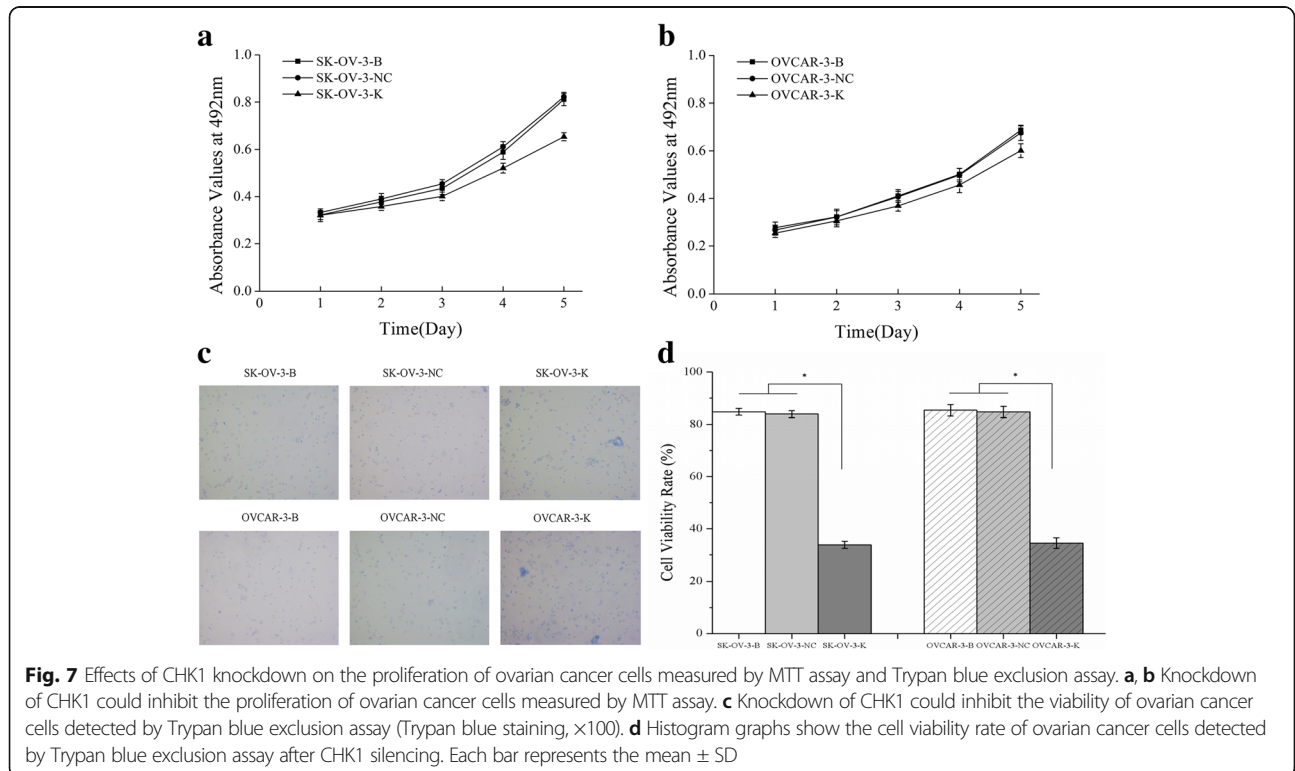 a
SK-OV-3-B
SK-OV-3-NC
SK-OV-3-K
Absorbance Values at 492nm
1.0
0.8
0.6
0.4
0.2
0.0
0 1 2 3 4 5
Time(Day)
b
OVCAR-3-B
OVCAR-3-NC
OVCAR-3-K
Absorbance Values at 492nm
1.0
0.8
0.6
0.4
0.2
0.0
0 1 2 3 4 5
Time(Day)
c
SK-OV-3-B SK-OV-3-NC SK-OV-3-K
OVCAR-3-B OVCAR-3-NC OVCAR-3-K
d
Cell Viability Rate (%)
100
80
60
40
20
0
* *
SK-OV-3-B SK-OV-3-NC SK-OV-3-K OVCAR-3-B OVCAR-3-NC OVCAR-3-K
Fig. 7 Effects of CHK1 knockdown on the proliferation of ovarian cancer cells measured by MTT assay and Trypan blue exclusion assay. a, b Knockdown
of CHK1 could inhibit the proliferation of ovarian cancer cells measured by MTT assay. c Knockdown of CHK1 could inhibit the viability of ovarian cancer
cells detected by Trypan blue exclusion assay (Trypan blue staining, ×100). d Histogram graphs show the cell viability rate of ovarian cancer cells detected
by Trypan blue exclusion assay after CHK1 silencing. Each bar represents the mean ± SD